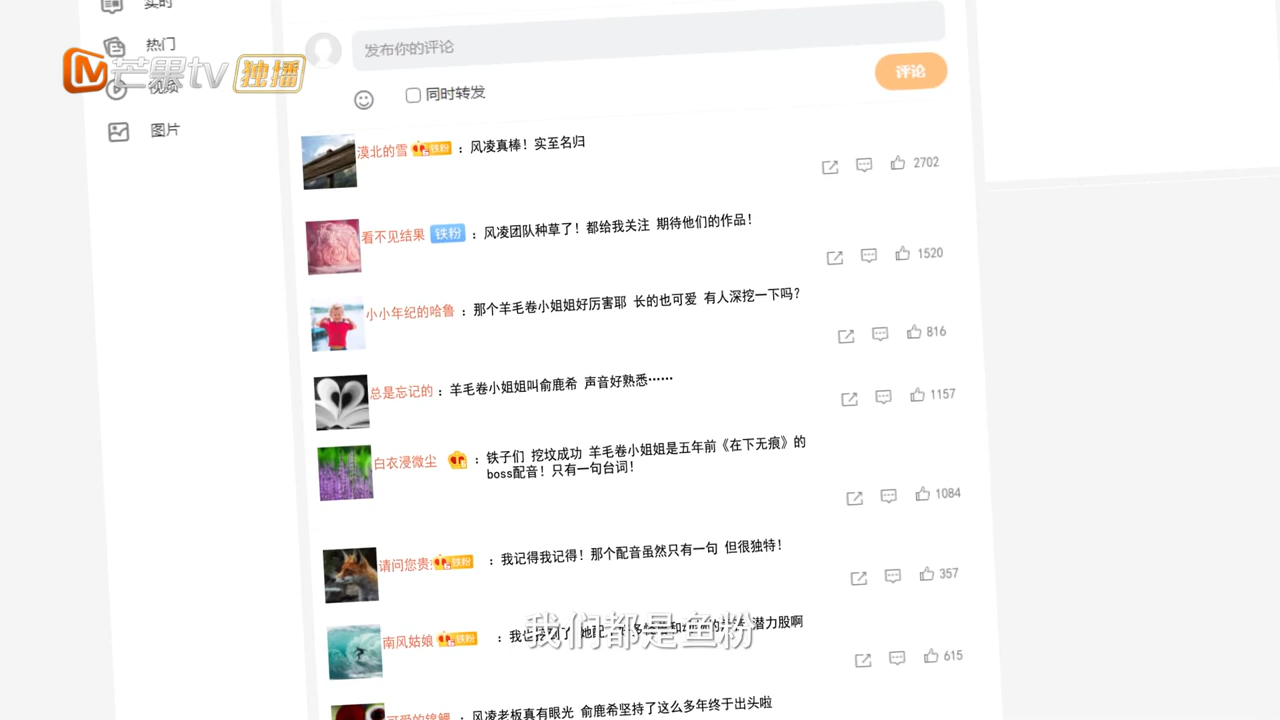 实时
热门
芒果tv 独播
视频
图片
发布你的评论
同时转发
评论
漠北的雪 铁粉 : 风凌真棒！实至名归
2702
看不见结果 铁粉 : 风凌团队种草了！都给我关注 期待他们的作品！
1520
小小年纪的哈鲁 : 那个羊毛卷小姐姐好厉害耶 长的也可爱 有人深挖一下吗？
816
总是忘记的 : 羊毛卷小姐姐叫俞鹿希 声音好熟悉……
1157
白衣浸微尘 : 铁子们 挖坟成功 羊毛卷小姐姐是五年前《在下无痕》的
boss配音！只有一句台词！
1084
请问您贵 铁粉 : 我记得我记得！那个配音虽然只有一句 但很独特！
357
南风姑娘 铁粉 : 我也 潜力股啊
我们都是鱼粉
615
可爱的锦鲤 : 风凌老板真有眼光 俞鹿希坚持了这么多年终于出头啦